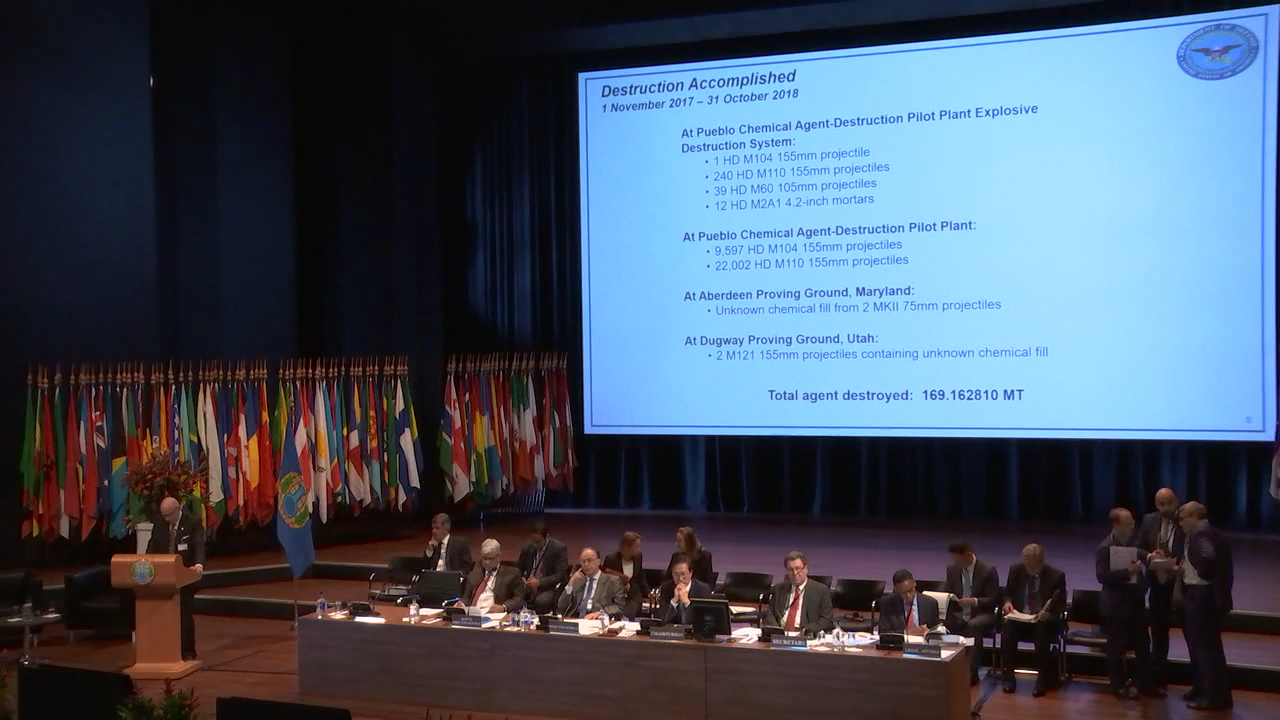 Destruction Accomplished
1 November 2017 – 31 October 2018
At Pueblo Chemical Agent-Destruction Pilot Plant Explosive
Destruction System:
• 1 HD M104 155mm projectile
• 240 HD M110 155mm projectiles
• 39 HD M60 105mm projectiles
• 12 HD M2A1 4.2-inch mortars
At Pueblo Chemical Agent-Destruction Pilot Plant:
• 9,597 HD M104 155mm projectiles
• 22,002 HD M110 155mm projectiles
At Aberdeen Proving Ground, Maryland:
• Unknown chemical fill from 2 MKII 75mm projectiles
At Dugway Proving Ground, Utah:
• 2 M121 155mm projectiles containing unknown chemical fill
Total agent destroyed: 169.162810 MT
CHAIRPERSON
SECRETARY
LEGAL ADVISER